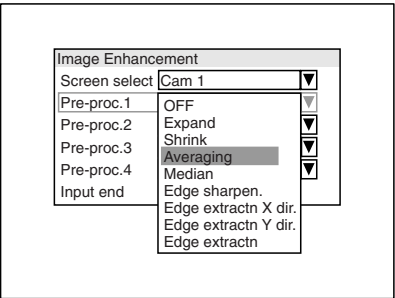 Image Enhancement
Screen select Cam 1
Pre-proc.1
OFF
Expand
Pre-proc.2
Shrink
Pre-proc.3
Averaging
Pre-proc.4
Median
Input end
Edge sharpen.
Edge extractn X dir.
Edge extractn Y dir.
Edge extractn